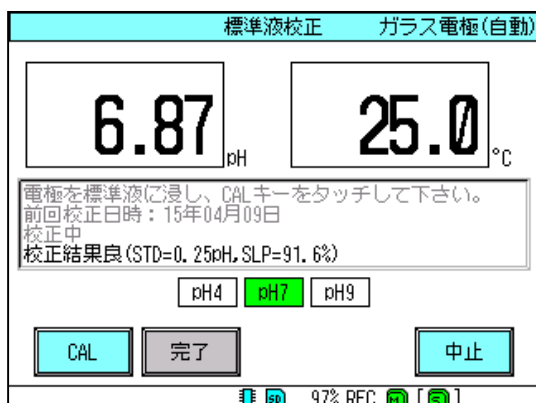 標準液校正 ガラス電極(自動)
6.87 pH 25.0 °C
電極を標準液に浸し、CALキーをタッチして下さい。
前回校正日時：15年04月09日
校正中
校正結果良(STD=0.25pH,SLP=91.6%)
pH4 pH7 pH9
CAL 完了 中止
SD 97% REC M [S]